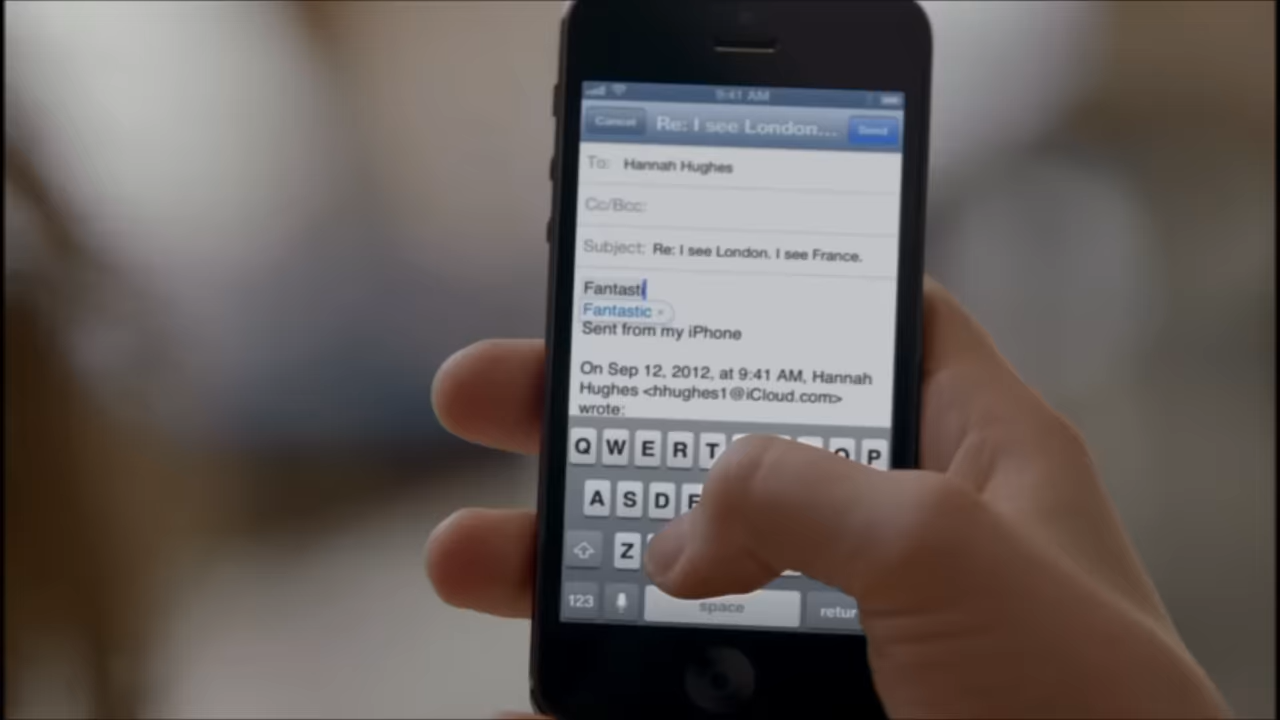 9:41 AM
Cancel Re: I see London... Send
To: Hannah Hughes
Cc/Bcc:
Subject: Re: I see London. I see France.
Fantasti
Fantastic ×
Sent from my iPhone
On Sep 12, 2012, at 9:41 AM, Hannah
Hughes <hhughes1@iCloud.com>
wrote:
Q W E R T O P
A S D F
Z
123 space retur